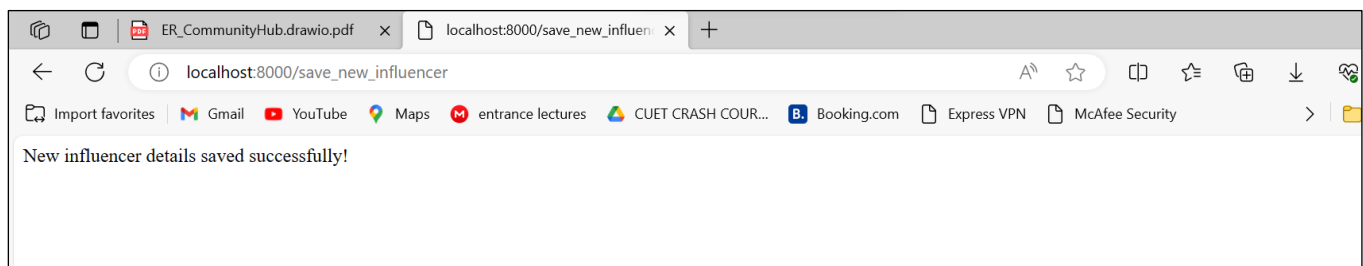 PDF ER_CommunityHub.drawio.pdf localhost:8000/save_new_influen
localhost:8000/save_new_influencer A
Import favorites Gmail YouTube Maps M entrance lectures CUET CRASH COUR... B. Booking.com Express VPN McAfee Security
New influencer details saved successfully!